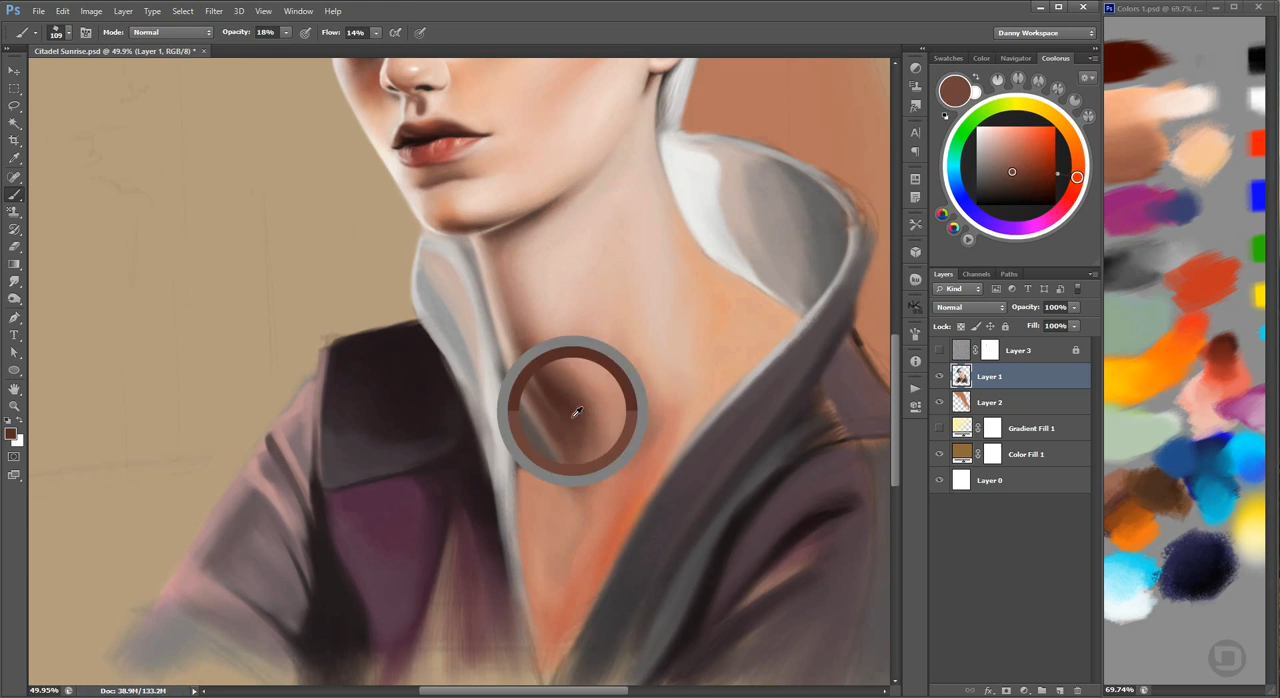 Ps File Edit Image Layer Type Select Filter 3D View Window Help
Colors 1.psd @ 69.7% (
109 Mode: Normal Opacity: 18% Flow: 14% Danny Workspace
Citadel Sunrise.psd @ 49.9% (Layer 1, RGB/8) * ×
Swatches Color Navigator Coolorus
Layers Channels Paths
Kind
Normal Opacity: 100%
Lock: Fill: 100%
Layer 3
Layer 1
Layer 2
Gradient Fill 1
Color Fill 1
Layer 0
49.95% Doc: 38.9M/133.2M
69.74%